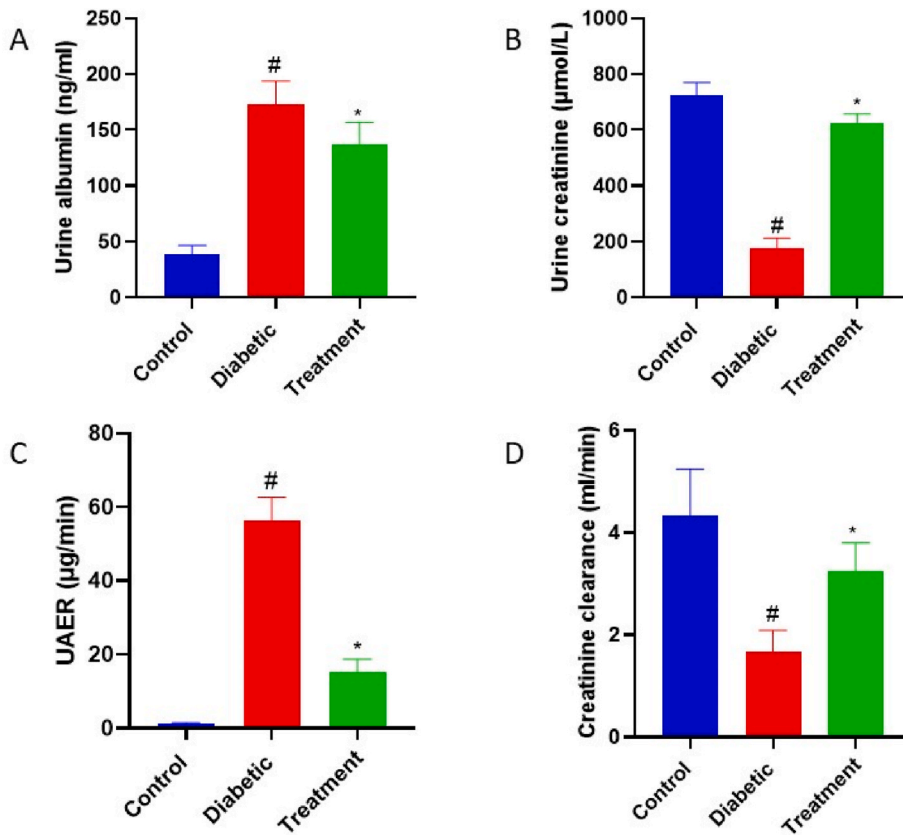 A
Urine albumin (ng/ml)
250
200
150
100
50
0
#
*
Control
Diabetic
Treatment
B
Urine creatinine (µmol/L)
1000
800
600
400
200
0
#
*
Control
Diabetic
Treatment
C
UAER (µg/min)
80
60
40
20
0
#
*
Control
Diabetic
Treatment
D
Creatinine clearance (ml/min)
6
4
2
0
#
*
Control
Diabetic
Treatment